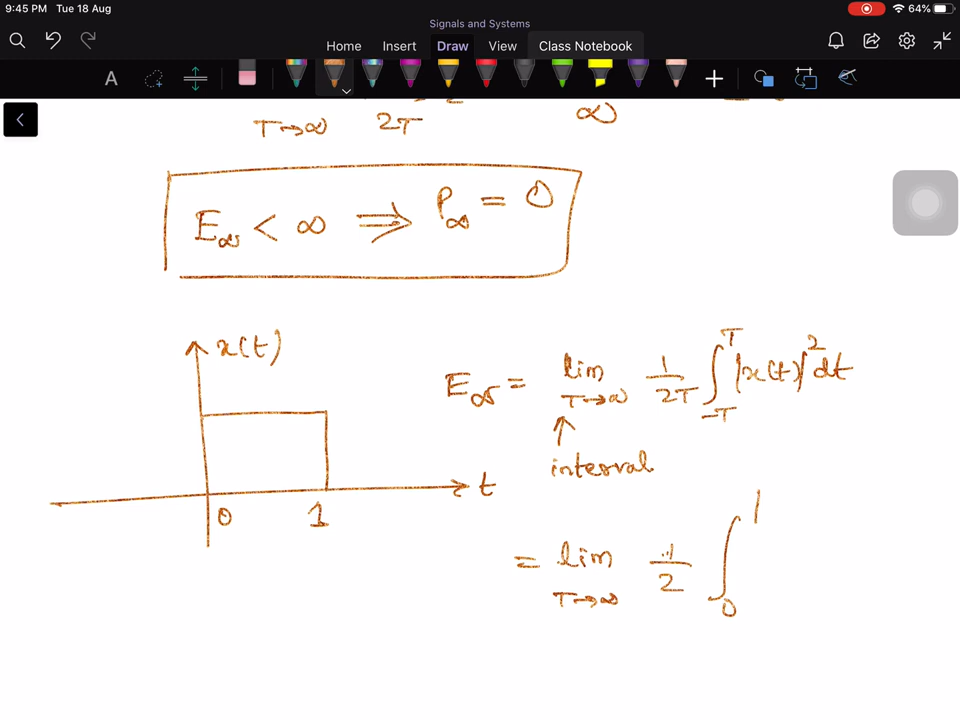 9:45 PM Tue 18 Aug
64%
Signals and Systems
Home Insert Draw View Class Notebook
A
T→∞ 2T ∞
E∞ < ∞ ⇒ P∞ = 0
x(t)
E∞ = lim T→∞ 1/2T ∫_{-T}^{T} |x(t)|² dt
↑
interval
t
0 1
= lim T→∞ 1/2 ∫_{0}^{1}